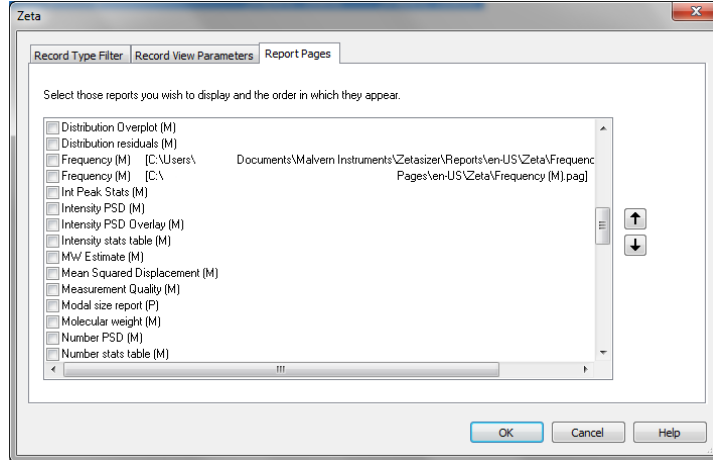 Zeta
Record Type Filter Record View Parameters Report Pages
Select those reports you wish to display and the order in which they appear.
Distribution Overplot (M)
Distribution residuals (M)
Frequency (M) [C:\Users\ Documents\Malvern Instruments\Zetasizer\Reports\en-US\Zeta\Frequenc
Frequency (M) [C:\ Pages\en-US\Zeta\Frequency (M).pag]
Int Peak Stats (M)
Intensity PSD (M)
Intensity PSD Overlay (M)
Intensity stats table (M)
MW Estimate (M)
Mean Squared Displacement (M)
Measurement Quality (M)
Modal size report (P)
Molecular weight (M)
Number PSD (M)
Number stats table (M)
OK Cancel Help